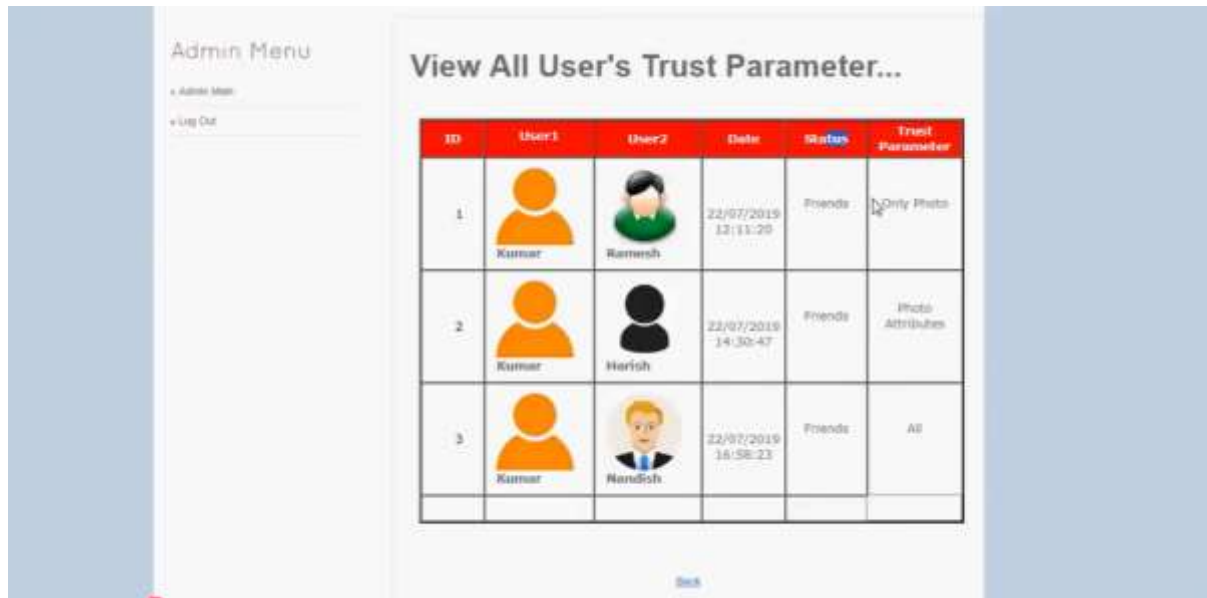 Admin Menu
» Admin Main
» Log Out
View All User's Trust Parameter...
ID User1 User2 Date Status Trust
Parameter
1 Kumar Ramesh 22/07/2019
12:11:20 Friends Only Photo
2 Kumar Harish 22/07/2019
14:30:47 Friends Photo
Attributes
3 Kumar Nandish 22/07/2019
16:58:23 Friends All
Back